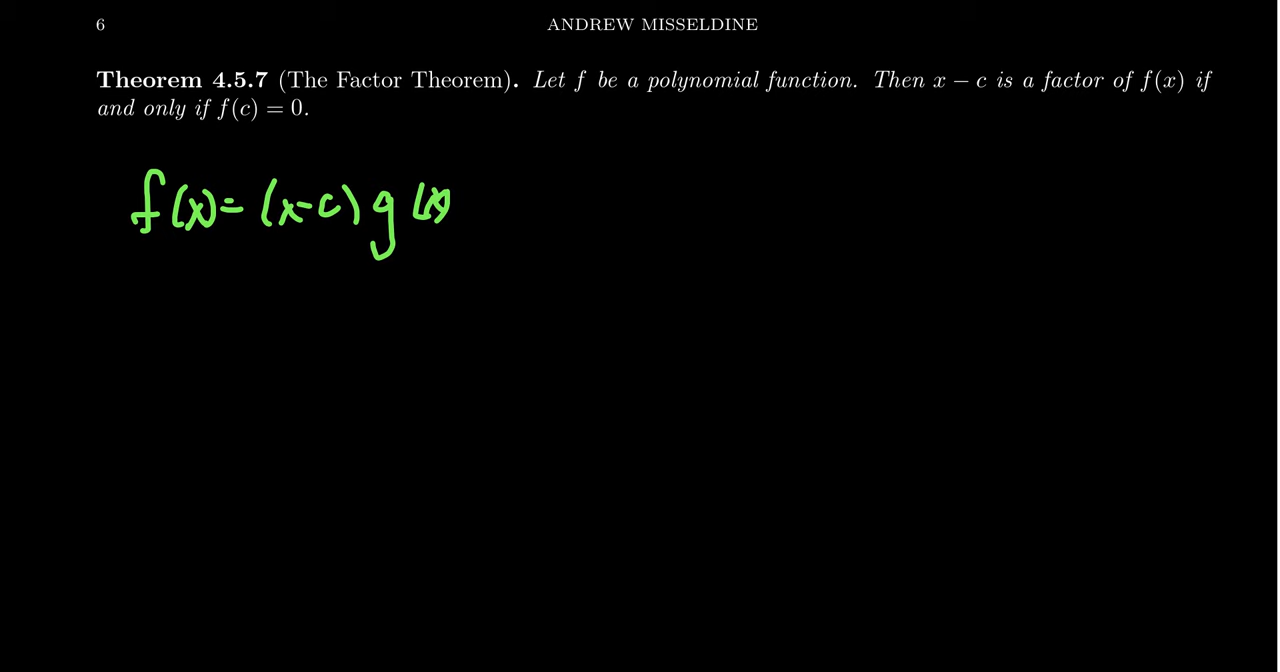 6 ANDREW MISSELDINE
Theorem 4.5.7 (The Factor Theorem). Let f be a polynomial function. Then x − c is a factor of f(x) if
and only if f(c) = 0.
f(x) = (x-c) g(x)